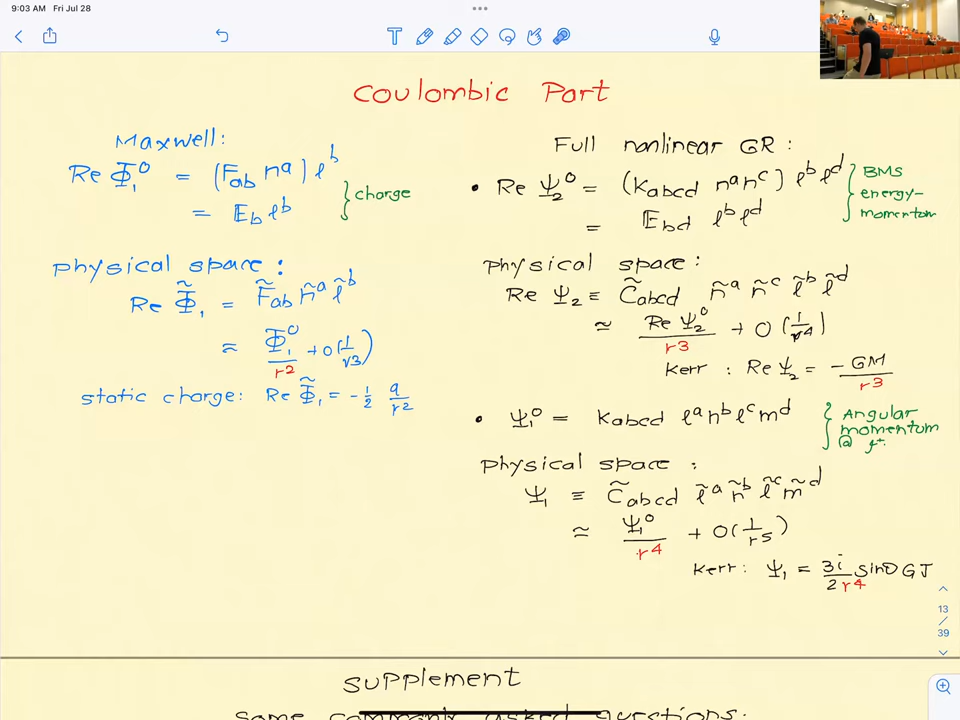 9:03 AM Fri Jul 28
Coulombic Part
Maxwell:
Re Φ₁⁰ = (F_ab n^a) l^b
= E_b l^b
} charge
Physical space:
Re Φ̃₁ = F̃_ab ñ^a l̃^b
≈ Φ₁⁰/r² + O(1/r³)
static charge: Re Φ̃₁ = -½ q/r²
Full nonlinear GR:
• Re Ψ₂⁰ = (K_abcd n^a n^c) l^b l^d
= E_bd l^b l^d
} BMS
energy-
momentum
Physical space:
Re Ψ₂ ≡ C̃_abcd ñ^a ñ^c l̃^b l̃^d
≈ Re Ψ₂⁰/r³ + O(1/r⁴)
Kerr: Re Ψ₂ = -GM/r³
• Ψ₁⁰ = K_abcd l^a n^b l^c m^d
} Angular
momentum
@ 𝓘⁺
Physical space:
Ψ₁ ≡ C̃_abcd l̃^a ñ^b l̃^c m̃^d
≈ Ψ₁⁰/r⁴ + O(1/r⁵)
Kerr: Ψ₁ = 3i/2r⁴ sinθ GJ
13
/
39
Supplement
Some commonly asked questions: